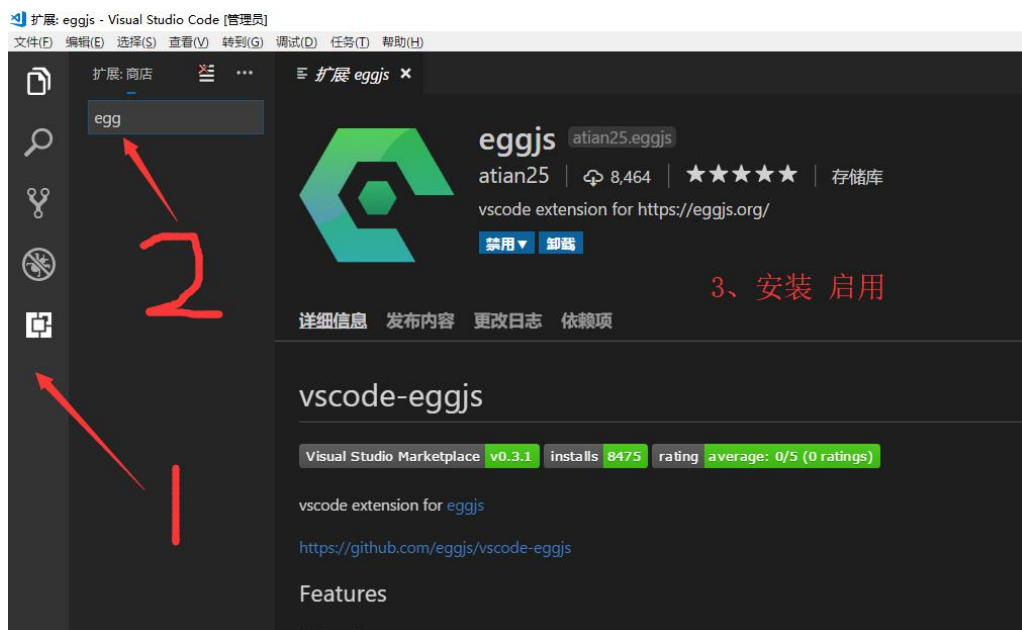 扩展: eggjs - Visual Studio Code [管理员]
文件(F) 编辑(E) 选择(S) 查看(V) 转到(G) 调试(D) 任务(T) 帮助(H)
扩展: 商店
扩展 eggjs
egg
eggjs atian25.eggjs
atian25 8,464 存储库
vscode extension for https://eggjs.org/
禁用 卸载
2
3、安装 启用
详细信息 发布内容 更改日志 依赖项
vscode-eggjs
Visual Studio Marketplace v0.3.1 installs 8475 rating average: 0/5 (0 ratings)
vscode extension for eggjs
1
https://github.com/eggjs/vscode-eggjs
Features